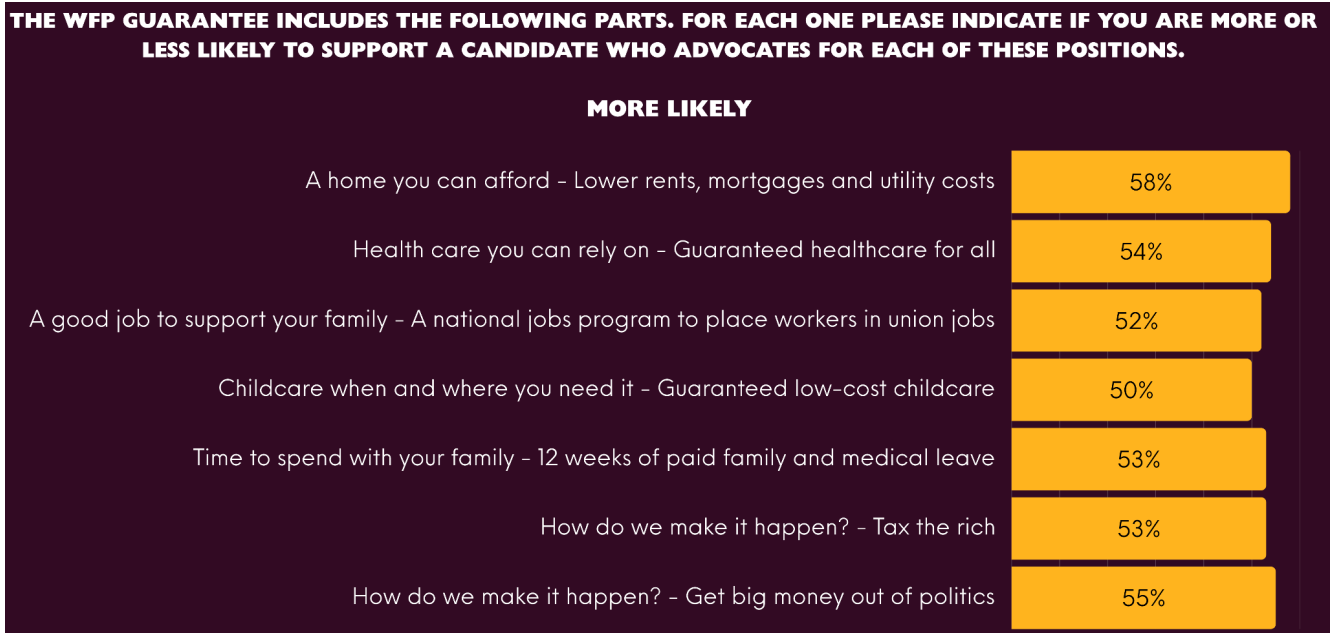 THE WFP GUARANTEE INCLUDES THE FOLLOWING PARTS. FOR EACH ONE PLEASE INDICATE IF YOU ARE MORE OR
LESS LIKELY TO SUPPORT A CANDIDATE WHO ADVOCATES FOR EACH OF THESE POSITIONS.
MORE LIKELY
A home you can afford - Lower rents, mortgages and utility costs 58%
Health care you can rely on - Guaranteed healthcare for all 54%
A good job to support your family - A national jobs program to place workers in union jobs 52%
Childcare when and where you need it - Guaranteed low-cost childcare 50%
Time to spend with your family - 12 weeks of paid family and medical leave 53%
How do we make it happen? - Tax the rich 53%
How do we make it happen? - Get big money out of politics 55%